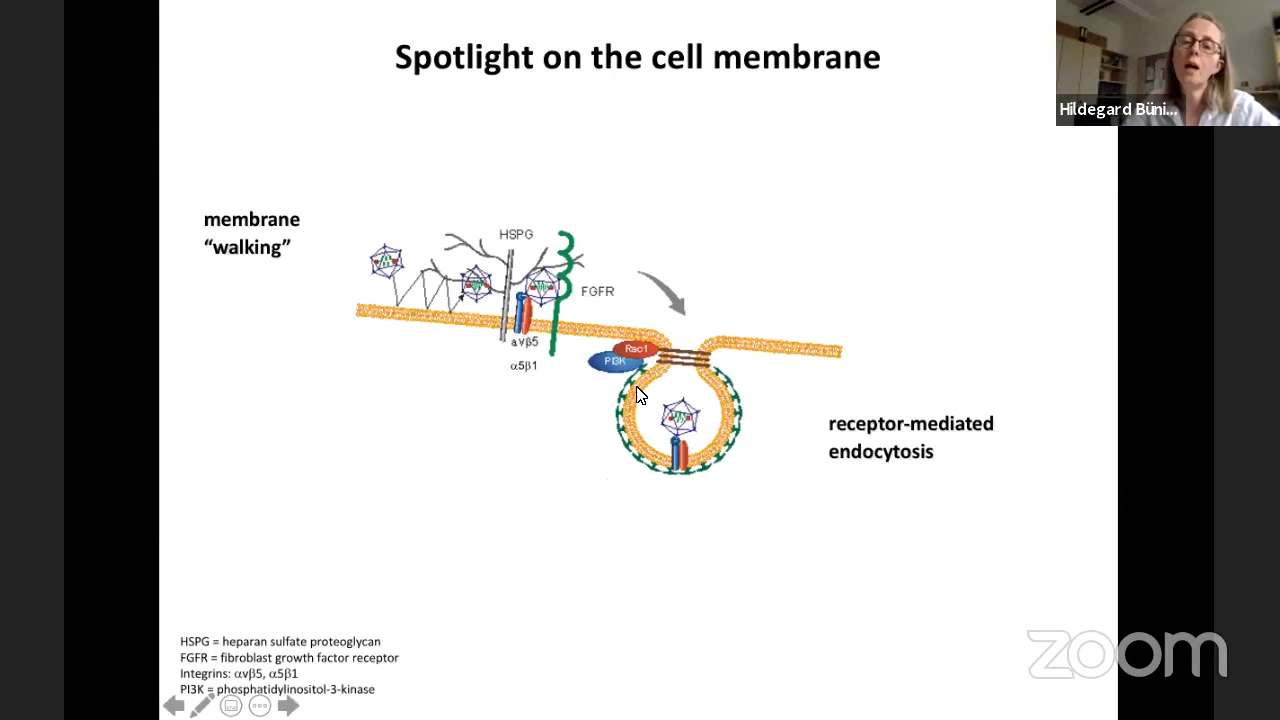 Spotlight on the cell membrane
Hildegard Büni...
membrane
“walking”
HSPG
FGFR
avβ5
α5β1
Rac1
PI3K
receptor-mediated
endocytosis
HSPG = heparan sulfate proteoglycan
FGFR = fibroblast growth factor receptor
Integrins: αvβ5, α5β1
PI3K = phosphatidylinositol-3-kinase
zoom